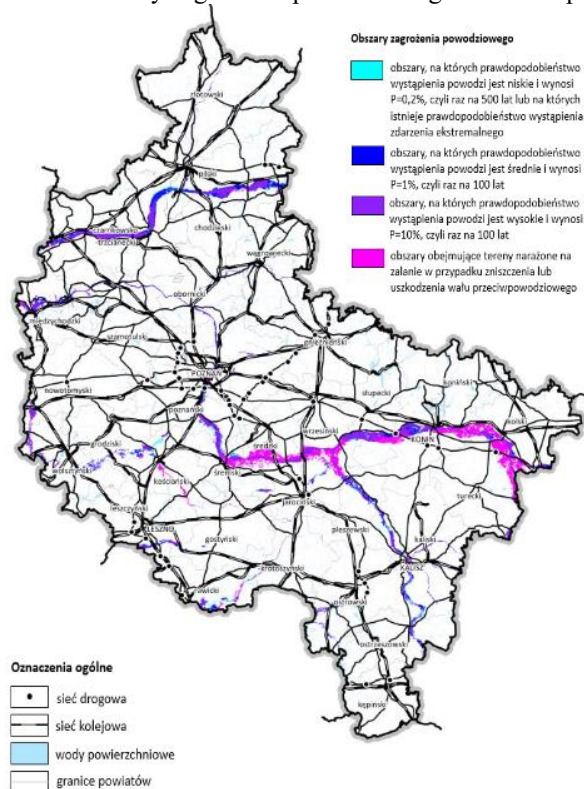 Obszary zagrożenia powodziowego
obszary, na których prawdopodobieństwo
wystąpienia powodzi jest niskie i wynosi
P=0,2%, czyli raz na 500 lat lub na których
istnieje prawdopodobieństwo wystąpienia
zdarzenia ekstremalnego
obszary, na których prawdopodobieństwo
wystąpienia powodzi jest średnie i wynosi
P=1%, czyli raz na 100 lat
obszary, na których prawdopodobieństwo
wystąpienia powodzi jest wysokie i wynosi
P=10%, czyli raz na 100 lat
obszary obejmujące tereny narażone na
zalanie w przypadku zniszczenia lub
uszkodzenia wału przeciwpowodziowego
złotowski
pilski
czarnkowsko
-trzcianecki
chodzieski
wągrowiecki
obornicki
międzychodzki
szamotulski
gnieźnieński
POZNAŃ
nowotomyski
słupecki
koniński
poznański
wrzesiński
kolski
KONIN
grodziski
średzki
wolsztyński
kościański
śremski
turecki
jarociński
leszczyński
LESZNO
gostyński
pleszewski
kaliski
KALISZ
krotoszyński
rawicki
ostrowski
ostrzeszowski
kępiński
Oznaczenia ogólne
sieć drogowa
sieć kolejowa
wody powierzchniowe
granice powiatów